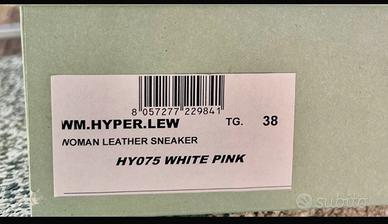 8 057277 229841
WM.HYPER.LEW TG. 38
WOMAN LEATHER SNEAKER
HY075 WHITE PINK
subito